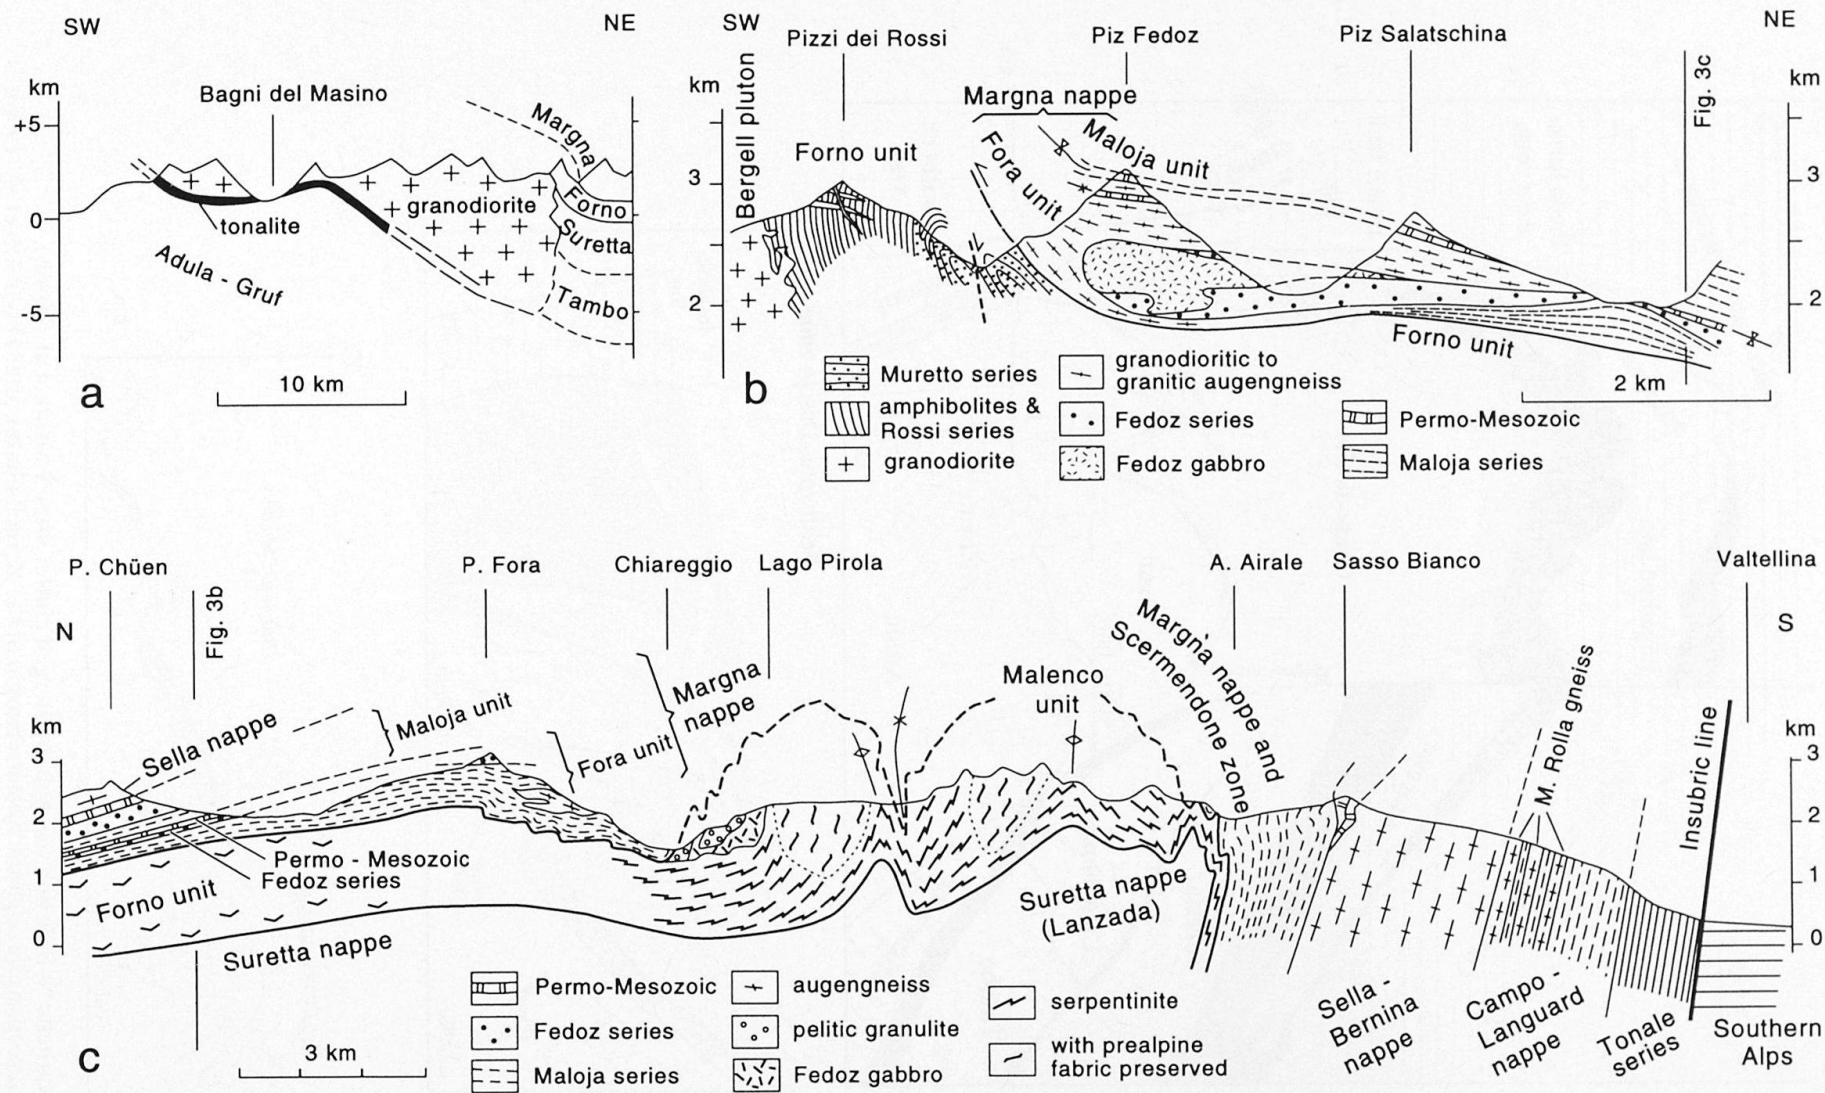 SW
NE
km
Bagni del Masino
+5
0
-5
Margna
Forno
Suretta
Tambo
granodiorite
tonalite
Adula - Gruf
10 km
a
SW
NE
Pizzi dei Rossi
Piz Fedoz
Piz Salatschina
Fig. 3c
km
km
Bergell pluton
Margna nappe
Forno unit
Fora unit
Maloja unit
3
2
3
2
Forno unit
2 km
b
Muretto series
amphibolites &
Rossi series
granodiorite
granodioritic to
granitic augengneiss
Fedoz series
Fedoz gabbro
Permo-Mesozoic
Maloja series
P. Chüen
Fig. 3b
P. Fora
Chiareggio
Lago Pirola
A. Airale
Sasso Bianco
Valtellina
N
S
km
3
2
1
0
km
3
2
1
0
Sella nappe
Maloja unit
Fora unit
Margna
nappe
Malenco
unit
Margna nappe and
Scermendone zone
M. Rolla gneiss
Insubric line
Permo - Mesozoic
Fedoz series
Forno unit
Suretta nappe
Suretta nappe
(Lanzada)
Sella -
Bernina
nappe
Campo -
Languard
nappe
Tonale
series
Southern
Alps
c
3 km
Permo-Mesozoic
Fedoz series
Maloja series
augengneiss
pelitic granulite
Fedoz gabbro
serpentinite
with prealpine
fabric preserved